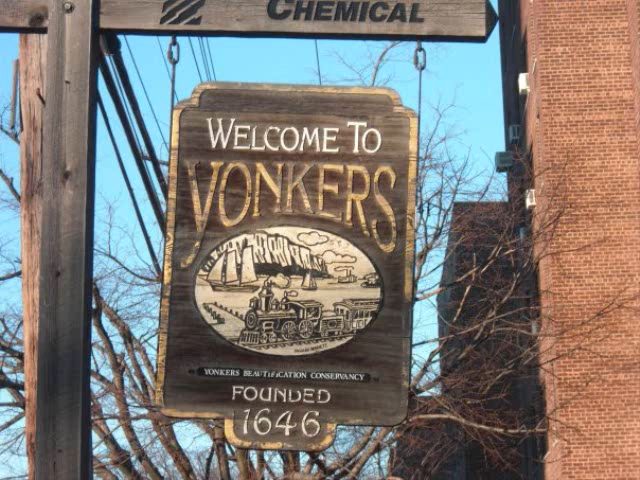 CHEMICAL
WELCOME TO
YONKERS
YONKERS BEAUTIFICATION CONSERVANCY
FOUNDED
1646